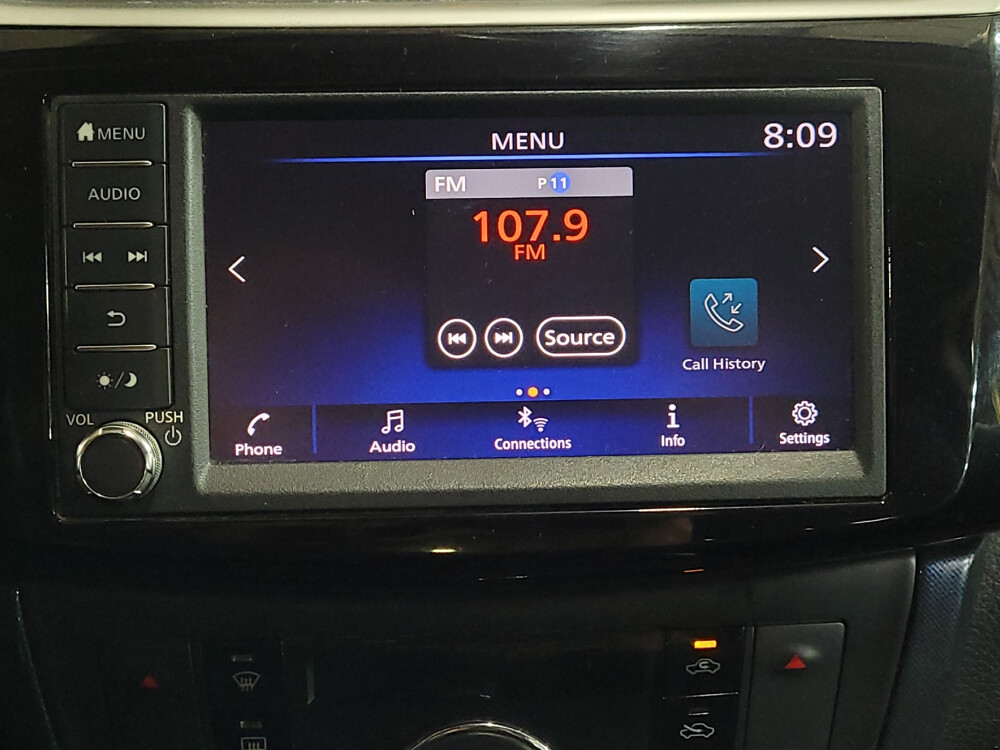 MENU
AUDIO
VOL
PUSH
MENU
8:09
FM P11
107.9
FM
Source
Call History
Phone
Audio
Connections
Info
Settings